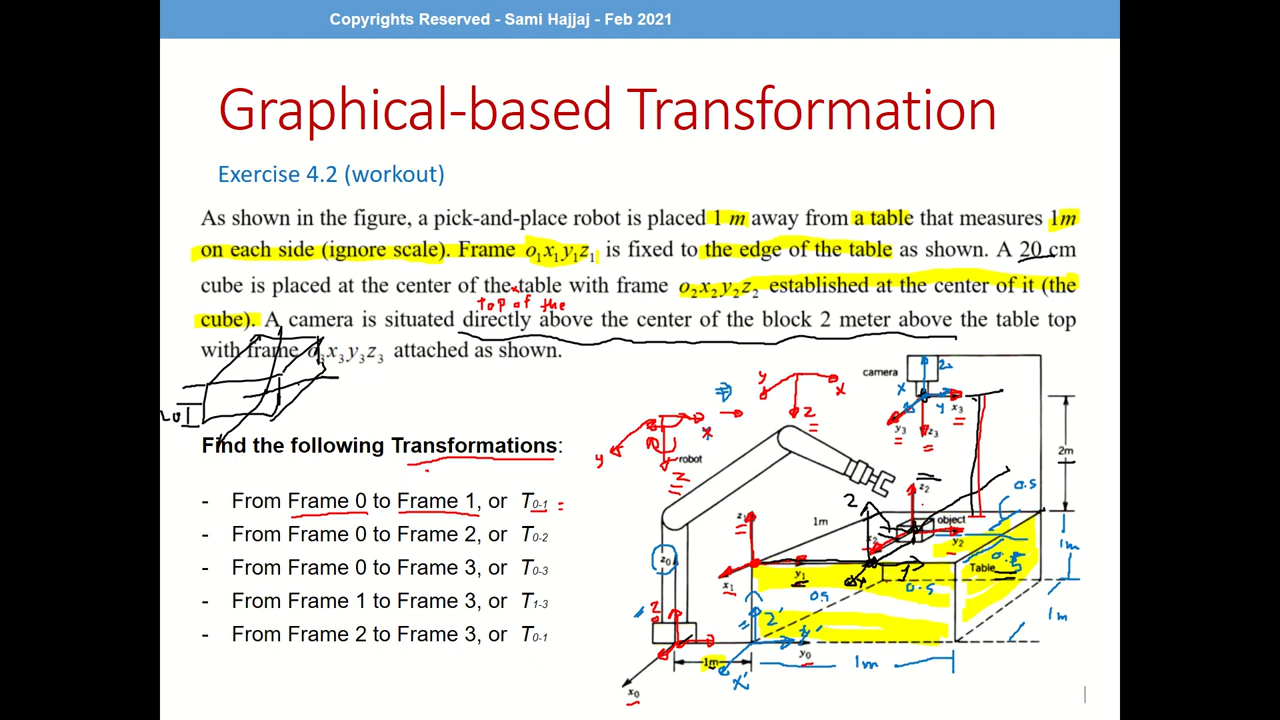 Copyrights Reserved - Sami Hajjaj - Feb 2021
Graphical-based Transformation
Exercise 4.2 (workout)
As shown in the figure, a pick-and-place robot is placed 1 m away from a table that measures 1m
on each side (ignore scale). Frame o₁x₁y₁z₁ is fixed to the edge of the table as shown. A 20 cm
cube is placed at the center of the table with frame o₂x₂y₂z₂ established at the center of it (the
top of the
cube). A camera is situated directly above the center of the block 2 meter above the table top
with frame o₃x₃y₃z₃ attached as shown.
20
Find the following Transformations:
- From Frame 0 to Frame 1, or T0-1 =
- From Frame 0 to Frame 2, or T0-2
- From Frame 0 to Frame 3, or T0-3
- From Frame 1 to Frame 3, or T1-3
- From Frame 2 to Frame 3, or T0-1
camera
z
y
x
z
x
y
x₃
y₃
z₃
x
y
z
robot
2m
z₂
0.5
2
1m
object
z₁
x₂
y₂
1m
z₀
Table
y₁
x₁
0.5
0.5
1m
z'
y'
y₀
1m
1m
x'
x₀